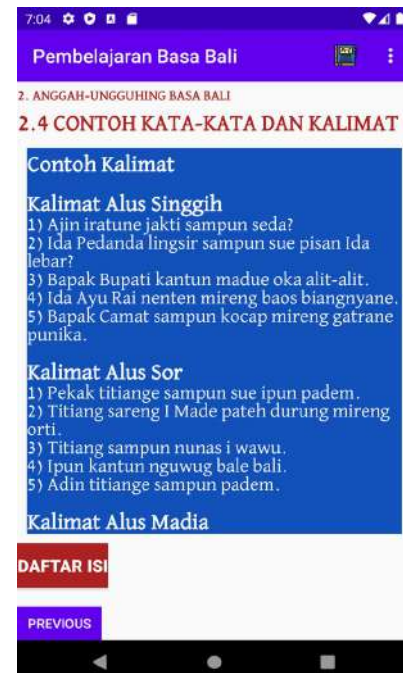 7:04
Pembelajaran Basa Bali
2. ANGGAH-UNGGUHING BASA BALI
2.4 CONTOH KATA-KATA DAN KALIMAT
Contoh Kalimat
Kalimat Alus Singgih
1) Ajin iratune jakti sampun seda?
2) Ida Pedanda lingsir sampun sue pisan Ida
lebar?
3) Bapak Bupati kantun madue oka alit-alit.
4) Ida Ayu Rai nenten mireng baos biangnyane.
5) Bapak Camat sampun kocap mireng gatrane
punika.
Kalimat Alus Sor
1) Pekak titiange sampun sue ipun padem.
2) Titiang sareng I Made pateh durung mireng
orti.
3) Titiang sampun nunas i wawu.
4) Ipun kantun nguwug bale bali.
5) Adin titiange sampun padem.
Kalimat Alus Madia
DAFTAR ISI
PREVIOUS